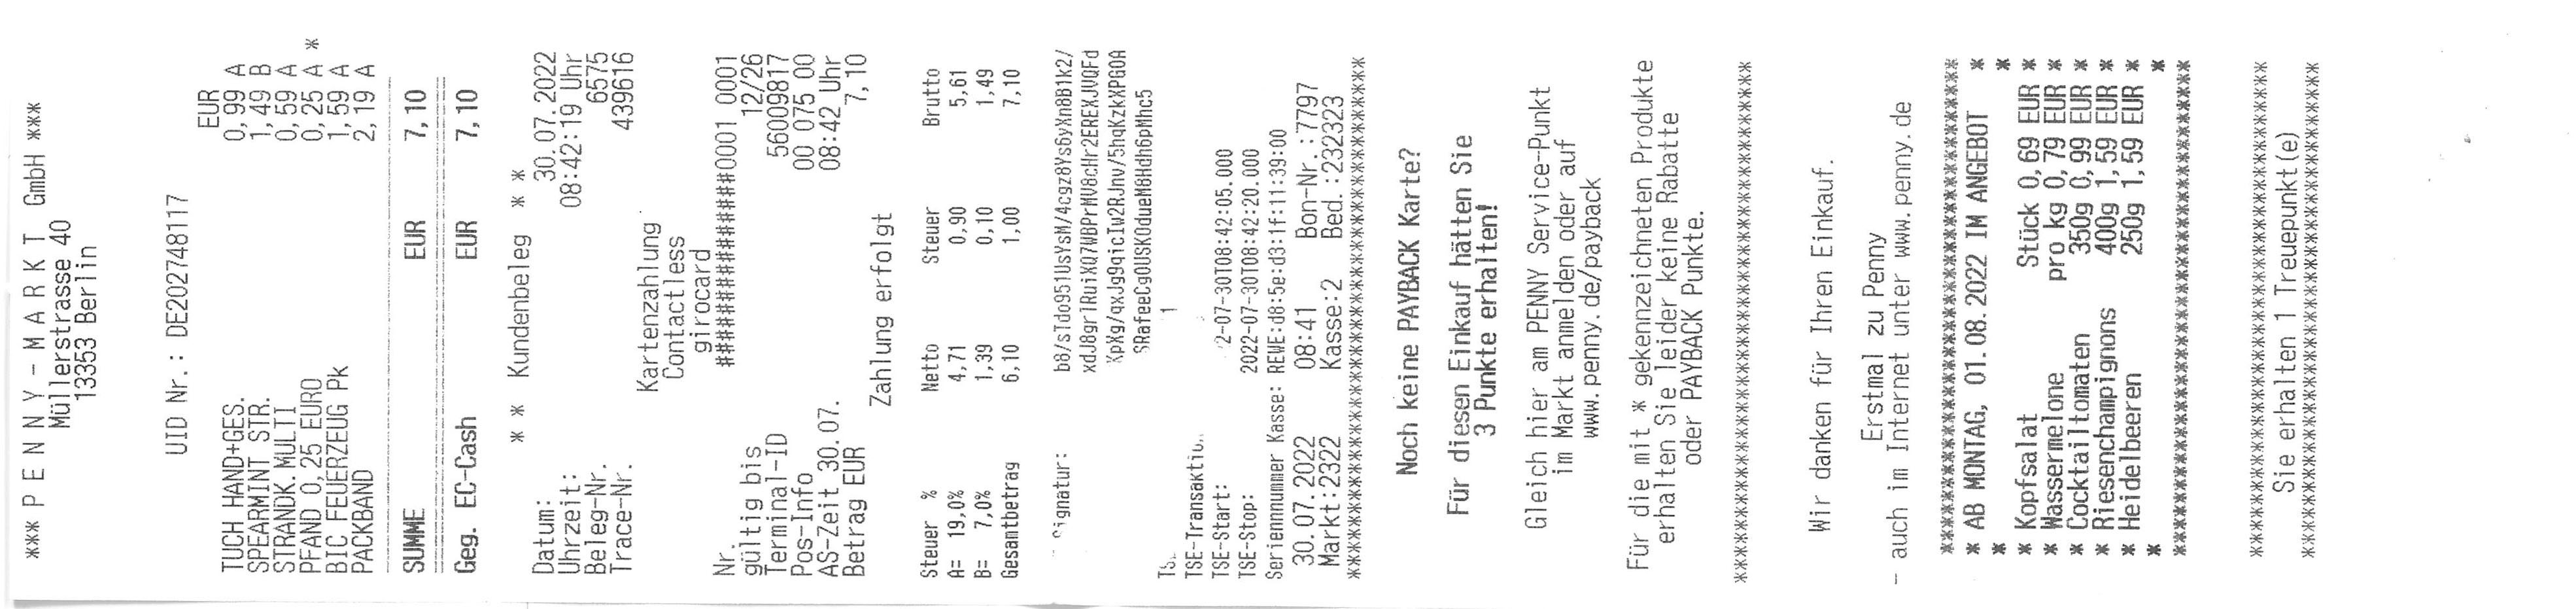 *** P E N N Y - M A R K T GmbH ***
Müllerstrasse 40
13353 Berlin
UID Nr.: DE202748117
EUR
TUCH HAND+GES. 0,99 A
SPEARMINT STR. 1,49 B
STRANDK.MULTI 0,59 A
PFAND 0,25 EURO 0,25 A *
BIC FEUERZEUG Pk 1,59 A
PACKBAND 2,19 A
SUMME EUR 7,10
Geg. EC-Cash EUR 7,10
* * Kundenbeleg * *
Datum: 30.07.2022
Uhrzeit: 08:42:19 Uhr
Beleg-Nr. 6575
Trace-Nr. 439616
Kartenzahlung
Contactless
girocard
Nr. ###############0001 0001
gültig bis 12/26
Terminal-ID 56009817
Pos-Info 00 075 00
AS-Zeit 30.07. 08:42 Uhr
Betrag EUR 7,10
Zahlung erfolgt
Steuer % Netto Steuer Brutto
A= 19,0% 4,71 0,90 5,61
B= 7,0% 1,39 0,10 1,49
Gesamtbetrag 6,10 1,00 7,10
Signatur: b8/sTdo951UsYsM/4cgz8Ys6yXn8B1k2/
xdJ8grlRuiXQ7WBPrMV8cHr2EREXJVQFd
KpXg/qxJg9qicIw2RJnv/5hqKzkXPG0A
SRafeeCg0USKOdueM8Hdh6pMhc5
1
TSE-Transaktio
TSE-Start: 2-07-30T08:42:05.000
TSE-Stop: 2022-07-30T08:42:20.000
Seriennnummer Kasse: REWE:d8:5e:d3:1f:11:39:00
30.07.2022 08:41 Bon-Nr.:7797
Markt:2322 Kasse:2 Bed.:232323
****************************************
Noch keine PAYBACK Karte?
Für diesen Einkauf hätten Sie
3 Punkte erhalten!
Gleich hier am PENNY Service-Punkt
im Markt anmelden oder auf
www.penny.de/payback
Für die mit * gekennzeichneten Produkte
erhalten Sie leider keine Rabatte
oder PAYBACK Punkte.
****************************************
Wir danken für Ihren Einkauf.
Erstmal zu Penny
- auch im Internet unter www.penny.de
**************************************
* AB MONTAG, 01.08.2022 IM ANGEBOT *
* *
* Kopfsalat Stück 0,69 EUR *
* Wassermelone pro kg 0,79 EUR *
* Cocktailtomaten 350g 0,99 EUR *
* Riesenchampignons 400g 1,59 EUR *
* Heidelbeeren 250g 1,59 EUR *
* *
**************************************
**************************************
Sie erhalten 1 Treuepunkt(e)
**************************************